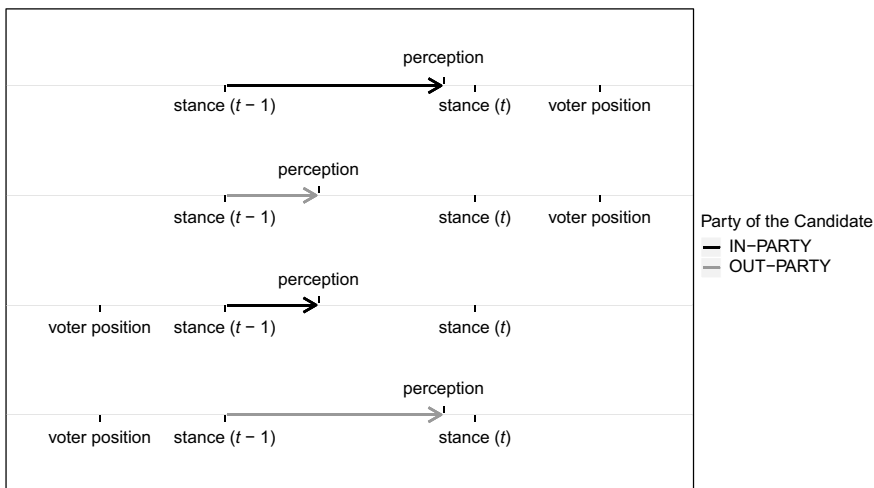 perception
stance (t − 1) stance (t) voter position
perception
stance (t − 1) stance (t) voter position
perception
voter position stance (t − 1) stance (t)
perception
voter position stance (t − 1) stance (t)
Party of the Candidate
IN−PARTY
OUT−PARTY